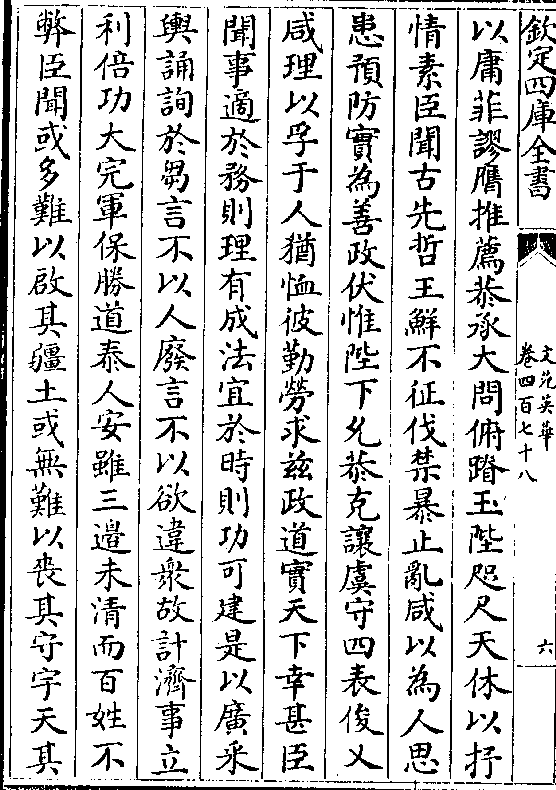 欽定四庫全書
文苑英華
卷四百七十八
六
以庸菲謬膺推薦恭承大問俯蹐玉陛咫尺天休以抒
情素臣聞古先哲王鮮不征伐禁暴止亂咸以為人思
患預防實為善政伏惟陛下允恭克讓虞守四表俊乂
咸理以孚于人猶恤彼勤勞求兹政道實天下幸甚臣
聞事適於務則理有成法宜於時則功可建是以廣采
輿誦詢於芻言不以人廢言不以欲違衆故計濟事立
利倍功大完軍保勝道泰人安雖三邉未清而百姓不
弊臣聞或多難以啟其疆土或無難以喪其守宇天其